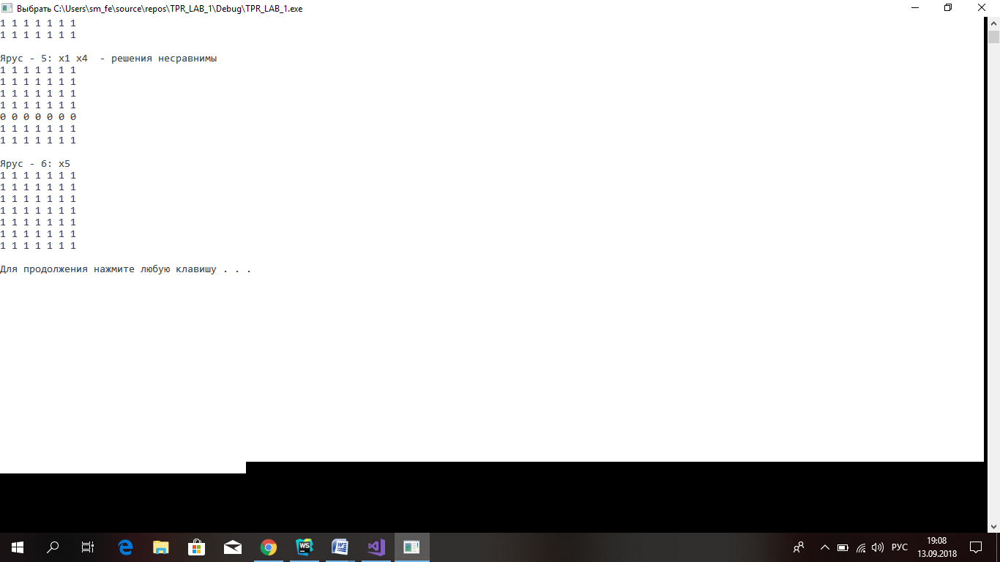 Выбрать C:\Users\sm_fe\source\repos\TPR_LAB_1\Debug\TPR_LAB_1.exe
1 1 1 1 1 1 1
1 1 1 1 1 1 1
Ярус - 5: x1 x4  - решения несравнимы
1 1 1 1 1 1 1
1 1 1 1 1 1 1
1 1 1 1 1 1 1
1 1 1 1 1 1 1
0 0 0 0 0 0 0
1 1 1 1 1 1 1
1 1 1 1 1 1 1
Ярус - 6: x5
1 1 1 1 1 1 1
1 1 1 1 1 1 1
1 1 1 1 1 1 1
1 1 1 1 1 1 1
1 1 1 1 1 1 1
1 1 1 1 1 1 1
1 1 1 1 1 1 1
Для продолжения нажмите любую клавишу . . .
WS
W
РУС
19:08
13.09.2018